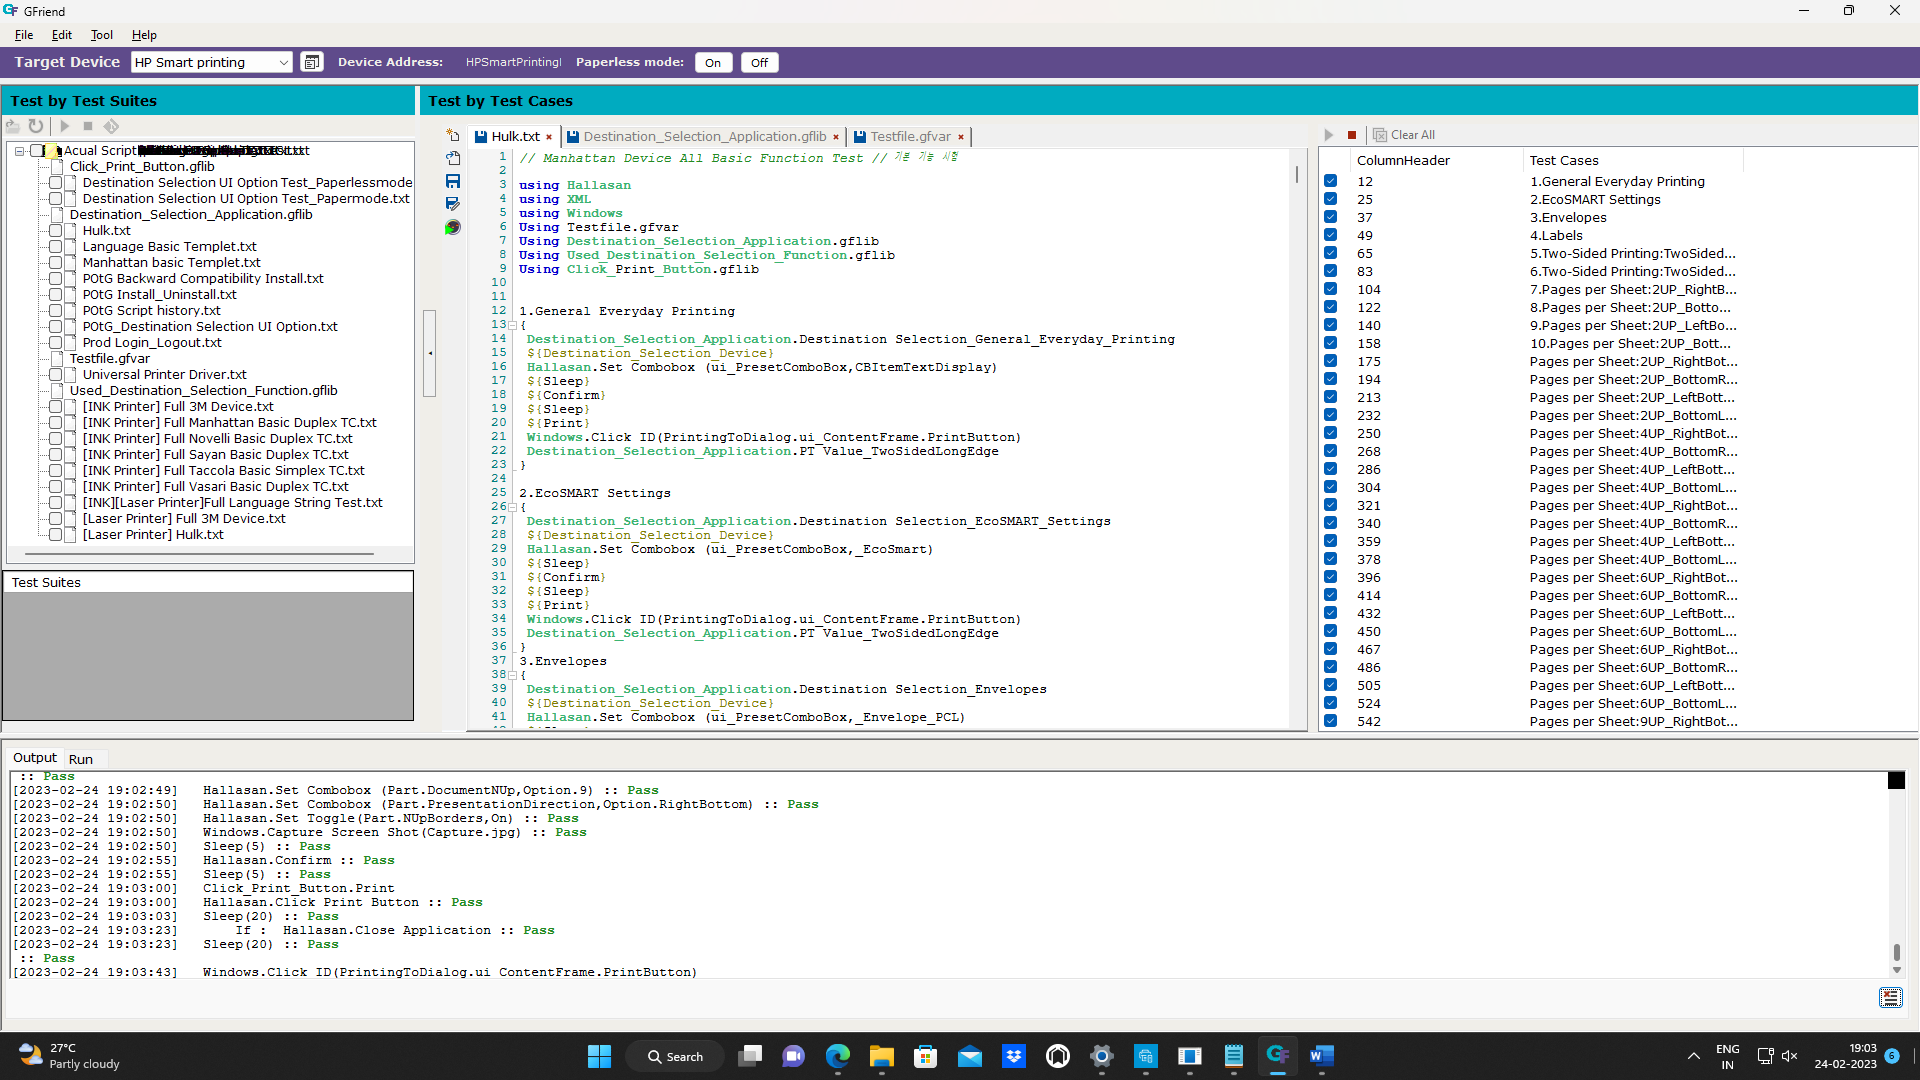 GFriend
File Edit Tool Help
Target Device HP Smart printing Device Address: HPSmartPrintingI Paperless mode: On Off
Test by Test Suites
Acual Script
Click_Print_Button.gflib
Destination Selection UI Option Test_Paperlessmode
Destination Selection UI Option Test_Papermode.txt
Destination_Selection_Application.gflib
Hulk.txt
Language Basic Templet.txt
Manhattan basic Templet.txt
POtG Backward Compatibility Install.txt
POtG Install_Uninstall.txt
POtG Script history.txt
POtG_Destination Selection UI Option.txt
Prod Login_Logout.txt
Testfile.gfvar
Universal Printer Driver.txt
Used_Destination_Selection_Function.gflib
[INK Printer] Full 3M Device.txt
[INK Printer] Full Manhattan Basic Duplex TC.txt
[INK Printer] Full Novelli Basic Duplex TC.txt
[INK Printer] Full Sayan Basic Duplex TC.txt
[INK Printer] Full Taccola Basic Simplex TC.txt
[INK Printer] Full Vasari Basic Duplex TC.txt
[INK][Laser Printer]Full Language String Test.txt
[Laser Printer] Full 3M Device.txt
[Laser Printer] Hulk.txt
Test Suites
Test by Test Cases
Hulk.txt × Destination_Selection_Application.gflib × Testfile.gfvar ×
1 // Manhattan Device All Basic Function Test // 기본 기능 시험
2
3 using Hallasan
4 using XML
5 using Windows
6 Using Testfile.gfvar
7 Using Destination_Selection_Application.gflib
8 Using Used_Destination_Selection_Function.gflib
9 Using Click_Print_Button.gflib
10
11
12 1.General Everyday Printing
13 {
14 Destination_Selection_Application.Destination Selection_General_Everyday_Printing
15 ${Destination_Selection_Device}
16 Hallasan.Set Combobox (ui_PresetComboBox,CBItemTextDisplay)
17 ${Sleep}
18 ${Confirm}
19 ${Sleep}
20 ${Print}
21 Windows.Click ID(PrintingToDialog.ui_ContentFrame.PrintButton)
22 Destination_Selection_Application.PT Value_TwoSidedLongEdge
23 }
24
25 2.EcoSMART Settings
26 {
27 Destination_Selection_Application.Destination Selection_EcoSMART_Settings
28 ${Destination_Selection_Device}
29 Hallasan.Set Combobox (ui_PresetComboBox,_EcoSmart)
30 ${Sleep}
31 ${Confirm}
32 ${Sleep}
33 ${Print}
34 Windows.Click ID(PrintingToDialog.ui_ContentFrame.PrintButton)
35 Destination_Selection_Application.PT Value_TwoSidedLongEdge
36 }
37 3.Envelopes
38 {
39 Destination_Selection_Application.Destination Selection_Envelopes
40 ${Destination_Selection_Device}
41 Hallasan.Set Combobox (ui_PresetComboBox,_Envelope_PCL)
Clear All
ColumnHeader Test Cases
12 1.General Everyday Printing
25 2.EcoSMART Settings
37 3.Envelopes
49 4.Labels
65 5.Two-Sided Printing:TwoSided...
83 6.Two-Sided Printing:TwoSided...
104 7.Pages per Sheet:2UP_RightB...
122 8.Pages per Sheet:2UP_Botto...
140 9.Pages per Sheet:2UP_LeftBo...
158 10.Pages per Sheet:2UP_Bott...
175 Pages per Sheet:2UP_RightBot...
194 Pages per Sheet:2UP_BottomR...
213 Pages per Sheet:2UP_LeftBott...
232 Pages per Sheet:2UP_BottomL...
250 Pages per Sheet:4UP_RightBot...
268 Pages per Sheet:4UP_BottomR...
286 Pages per Sheet:4UP_LeftBott...
304 Pages per Sheet:4UP_BottomL...
321 Pages per Sheet:4UP_RightBot...
340 Pages per Sheet:4UP_BottomR...
359 Pages per Sheet:4UP_LeftBott...
378 Pages per Sheet:4UP_BottomL...
396 Pages per Sheet:6UP_RightBot...
414 Pages per Sheet:6UP_BottomR...
432 Pages per Sheet:6UP_LeftBott...
450 Pages per Sheet:6UP_BottomL...
467 Pages per Sheet:6UP_RightBot...
486 Pages per Sheet:6UP_BottomR...
505 Pages per Sheet:6UP_LeftBott...
524 Pages per Sheet:6UP_BottomL...
542 Pages per Sheet:9UP_RightBot...
Output Run
:: Pass
[2023-02-24 19:02:49] Hallasan.Set Combobox (Part.DocumentNUp,Option.9) :: Pass
[2023-02-24 19:02:50] Hallasan.Set Combobox (Part.PresentationDirection,Option.RightBottom) :: Pass
[2023-02-24 19:02:50] Hallasan.Set Toggle(Part.NUpBorders,On) :: Pass
[2023-02-24 19:02:50] Windows.Capture Screen Shot(Capture.jpg) :: Pass
[2023-02-24 19:02:50] Sleep(5) :: Pass
[2023-02-24 19:02:55] Hallasan.Confirm :: Pass
[2023-02-24 19:02:55] Sleep(5) :: Pass
[2023-02-24 19:03:00] Click_Print_Button.Print
[2023-02-24 19:03:00] Hallasan.Click Print Button :: Pass
[2023-02-24 19:03:03] Sleep(20) :: Pass
[2023-02-24 19:03:23] If : Hallasan.Close Application :: Pass
[2023-02-24 19:03:23] Sleep(20) :: Pass
:: Pass
[2023-02-24 19:03:43] Windows.Click ID(PrintingToDialog.ui_ContentFrame.PrintButton)
27°C
Partly cloudy
Search
ENG
IN
19:03
24-02-2023
6